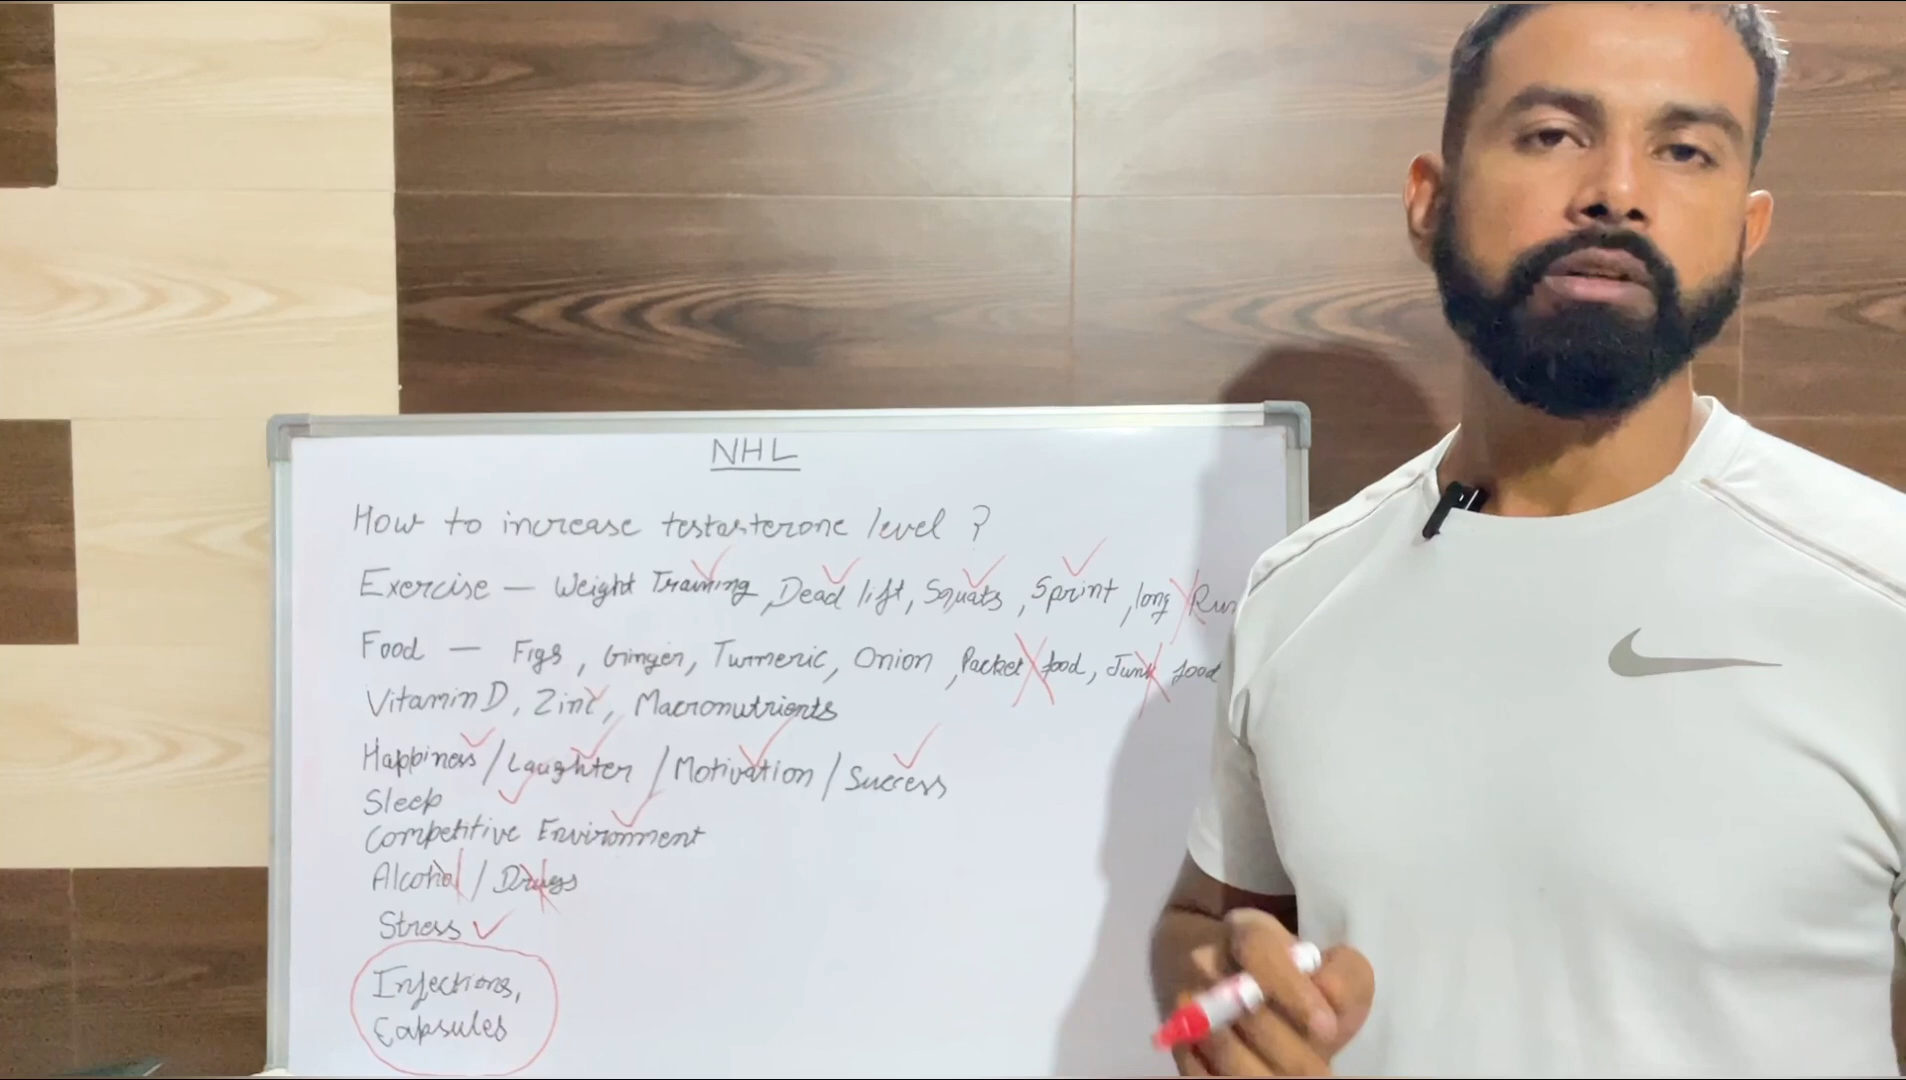 NHL
How to increase testasterone level ?
Exercise — Weight Training, Dead lift, Squats, Sprint, long Run
Food — Figs, Ginger, Turmeric, Onion, Packet food, Junk food
Vitamin D, Zinc, Macronutrients
Happiness / Laughter / Motivation / Success
Sleep
Competitive Environment
Alcohol / Drugs
Stress
Injections,
Capsules